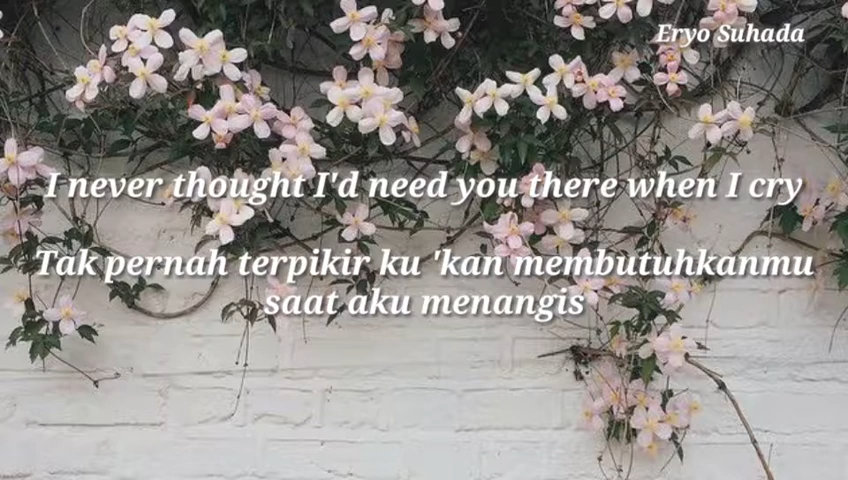 Eryo Suhada
I never thought I'd need you there when I cry
Tak pernah terpikir ku 'kan membutuhkanmu
saat aku menangis